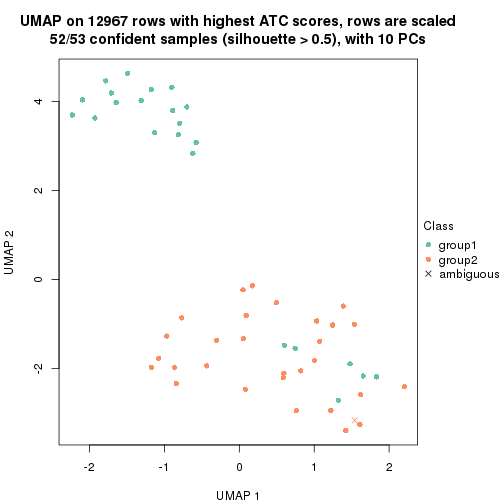 UMAP on 12967 rows with highest ATC scores, rows are scaled
52/53 confident samples (silhouette > 0.5), with 10 PCs
4
2
0
-2
UMAP 2
-2
-1
0
1
2
UMAP 1
Class
group1
group2
ambiguous